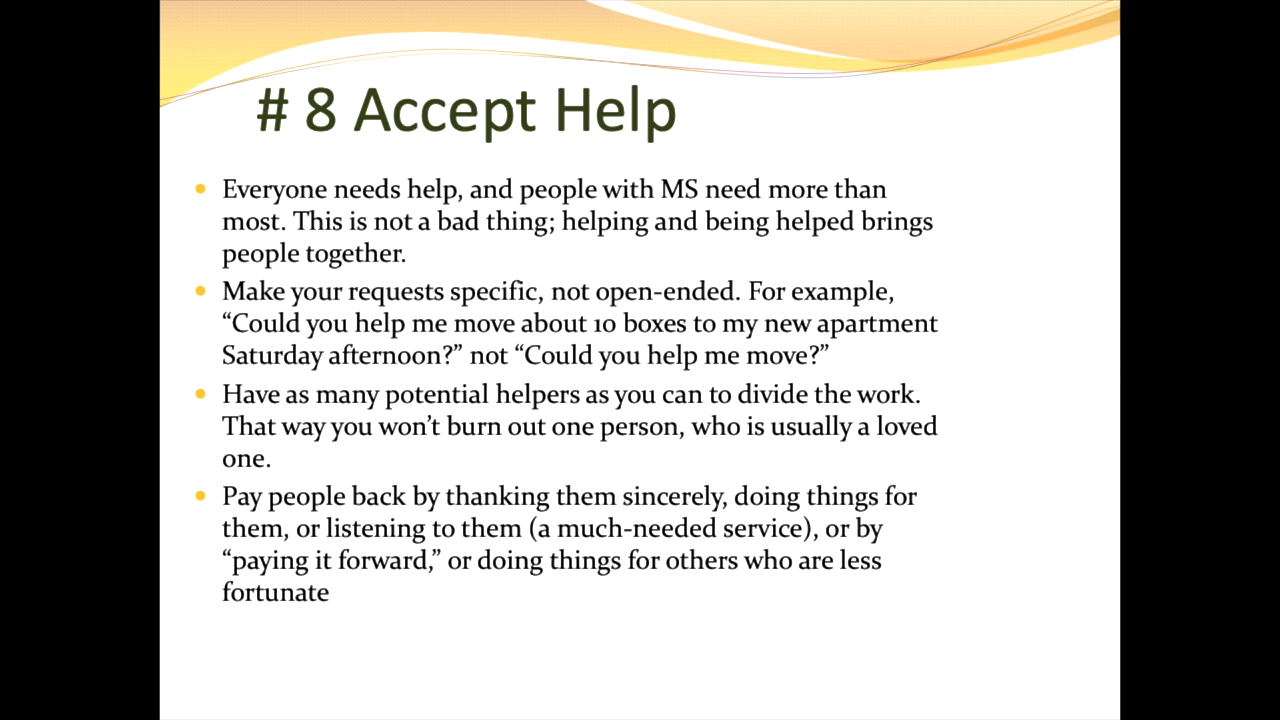 # 8 Accept Help
Everyone needs help, and people with MS need more than
most. This is not a bad thing; helping and being helped brings
people together.
Make your requests specific, not open-ended. For example,
“Could you help me move about 10 boxes to my new apartment
Saturday afternoon?” not “Could you help me move?”
Have as many potential helpers as you can to divide the work.
That way you won’t burn out one person, who is usually a loved
one.
Pay people back by thanking them sincerely, doing things for
them, or listening to them (a much-needed service), or by
“paying it forward,” or doing things for others who are less
fortunate